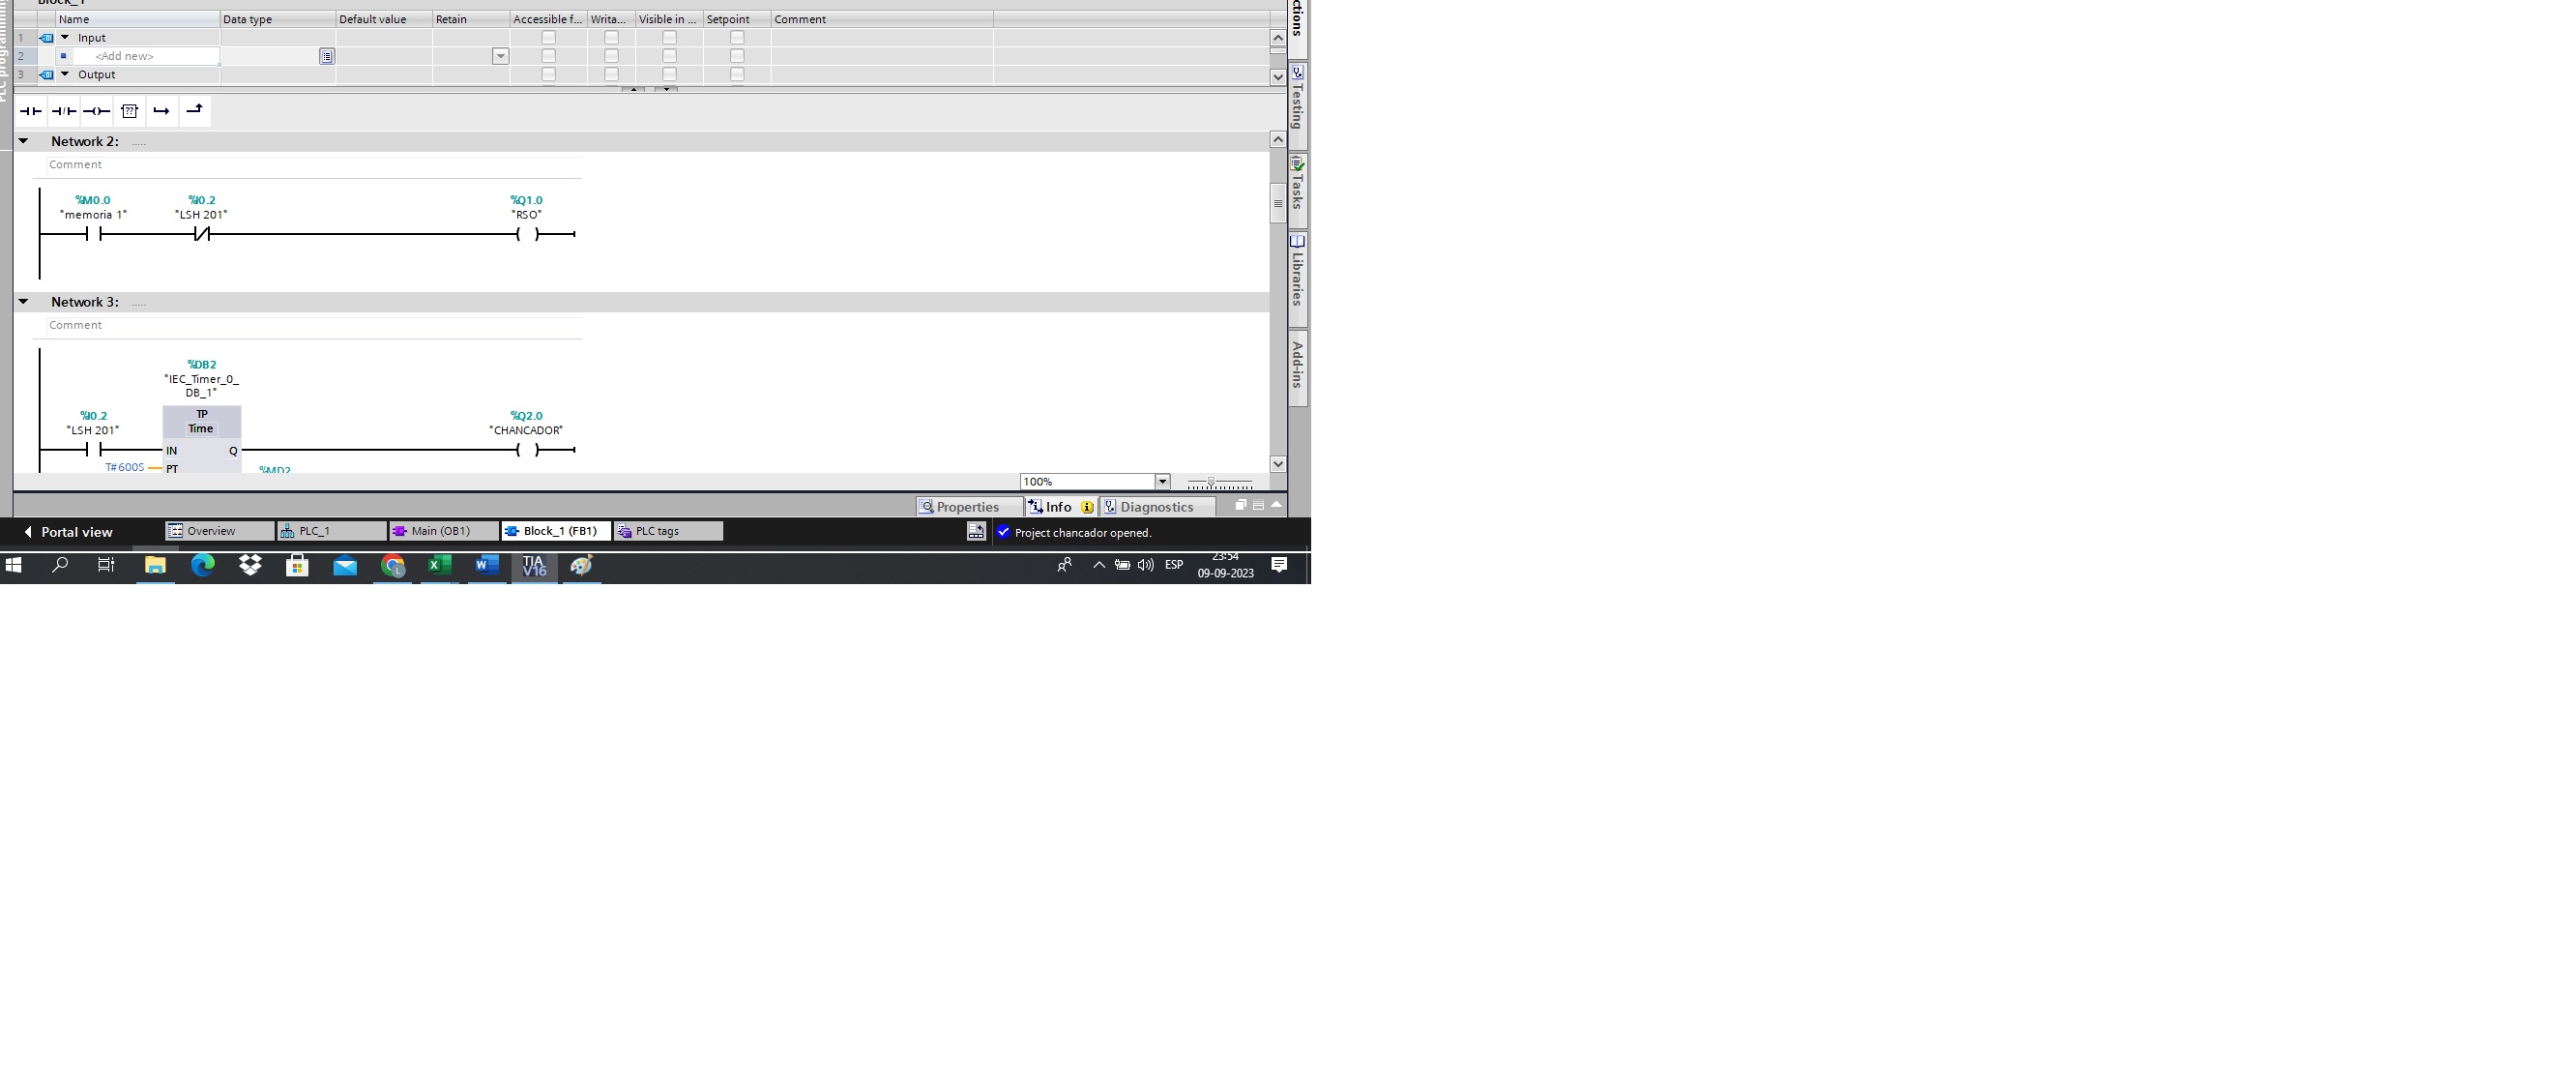 Block_1
Name Data type Default value Retain Accessible f... Writa... Visible in ... Setpoint Comment
1 Input
2 <Add new>
3 Output
Network 2: .....
Comment
%M0.0 %I0.2 %Q1.0
"memoria 1" "LSH 201" "RSO"
Network 3: .....
Comment
%DB2
"IEC_Timer_0_
DB_1"
%I0.2 TP %Q2.0
"LSH 201" Time "CHANCADOR"
IN Q
T#600S PT %MD2
100%
Properties Info Diagnostics
Portal view Overview PLC_1 Main (OB1) Block_1 (FB1) PLC tags Project chancador opened.
ESP 23:54
09-09-2023
PLC programming
ctions
Testing
Tasks
Libraries
Add-ins
TIA
V16